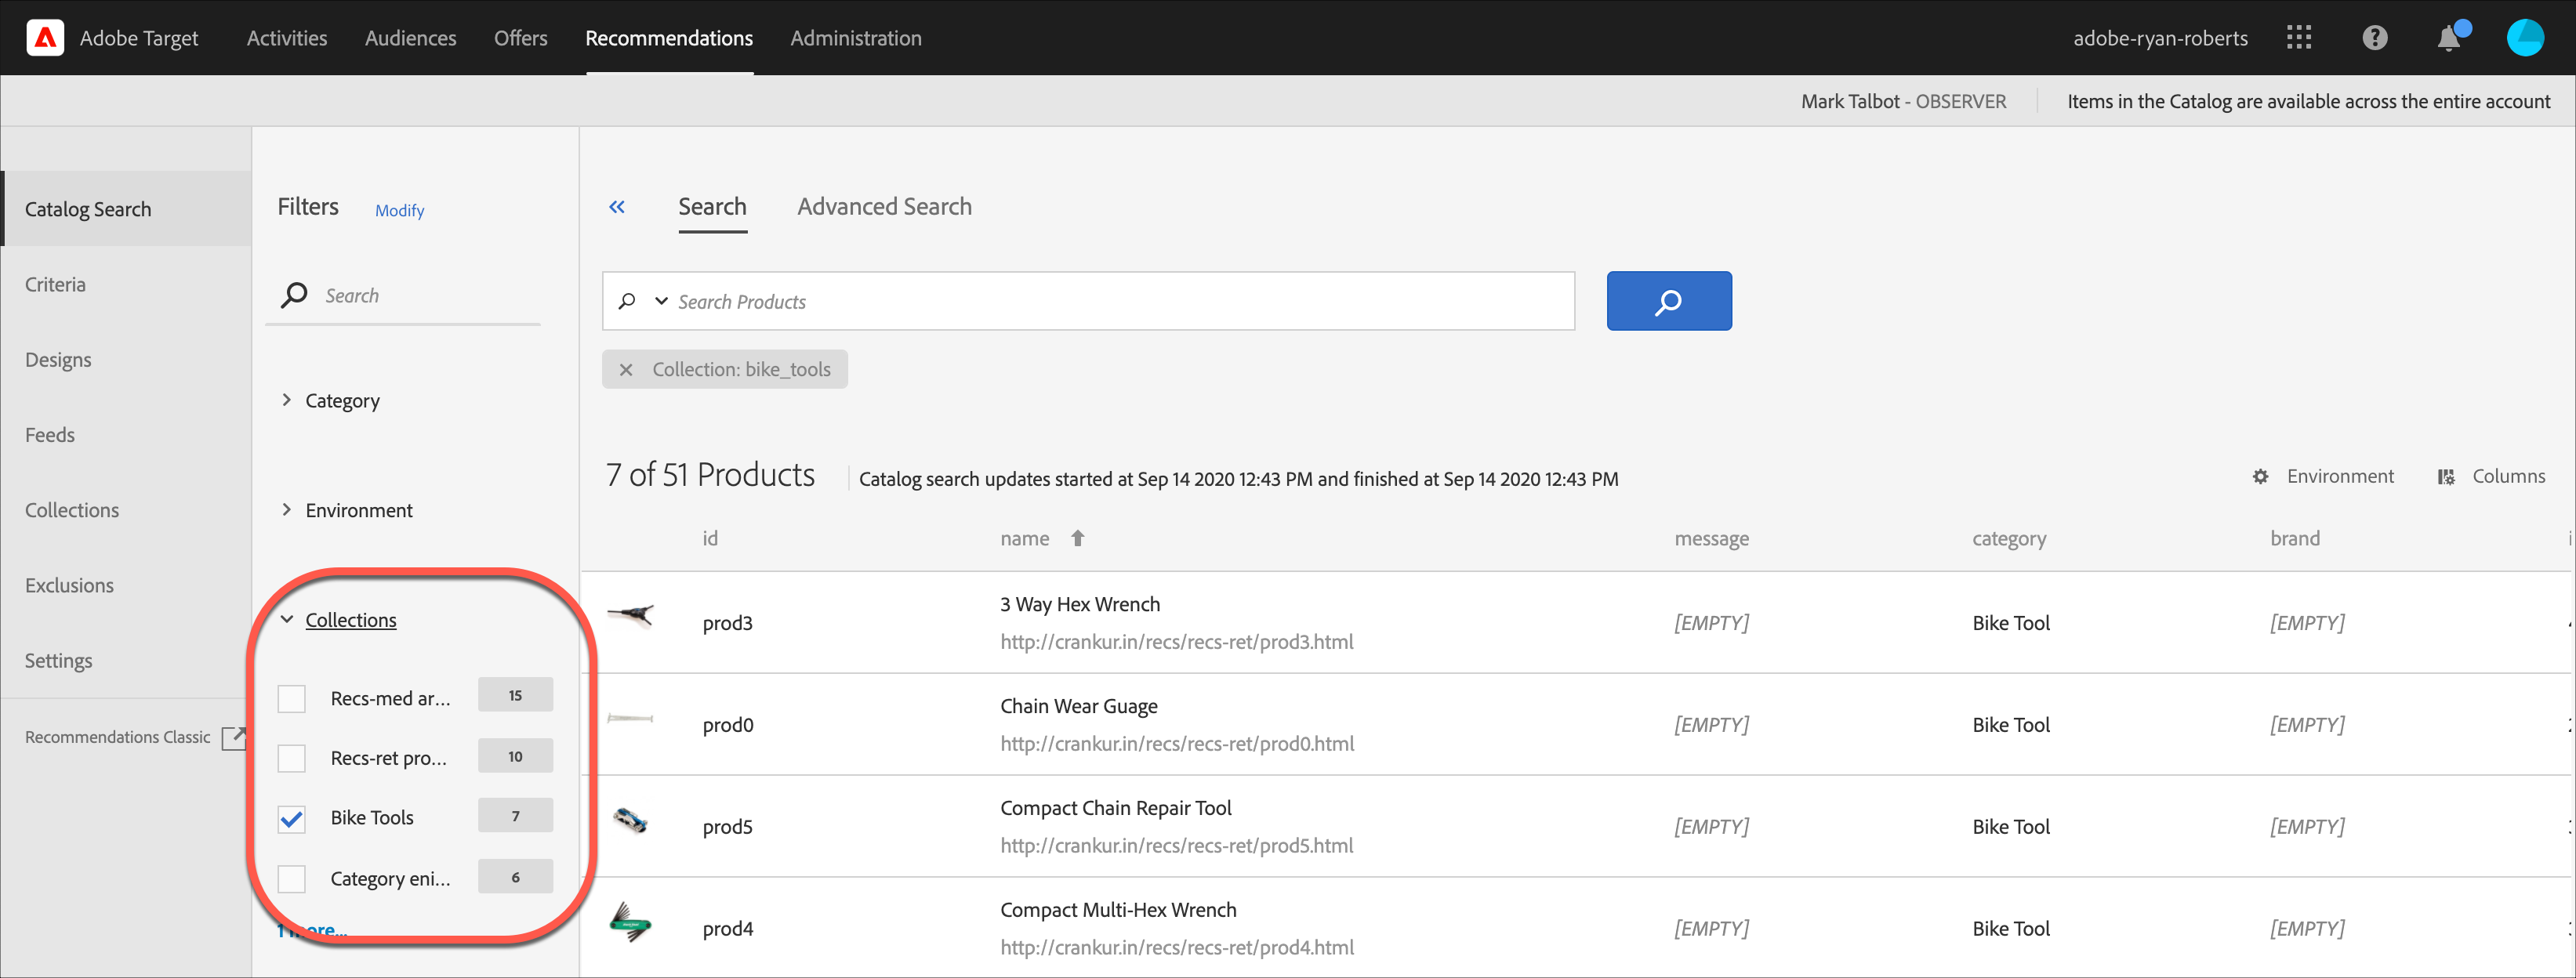 Adobe Target Activities Audiences Offers Recommendations Administration adobe-ryan-roberts
Mark Talbot - OBSERVER Items in the Catalog are available across the entire account
Catalog Search
Criteria
Designs
Feeds
Collections
Exclusions
Settings
Recommendations Classic
Filters Modify
Search
Category
Environment
Collections
Recs-med ar... 15
Recs-ret pro... 10
Bike Tools 7
Category eni... 6
1 more...
Search Advanced Search
Search Products
Collection: bike_tools
7 of 51 Products Catalog search updates started at Sep 14 2020 12:43 PM and finished at Sep 14 2020 12:43 PM Environment Columns
id name message category brand
3 Way Hex Wrench
prod3 http://crankur.in/recs/recs-ret/prod3.html [EMPTY] Bike Tool [EMPTY]
Chain Wear Guage
prod0 http://crankur.in/recs/recs-ret/prod0.html [EMPTY] Bike Tool [EMPTY]
Compact Chain Repair Tool
prod5 http://crankur.in/recs/recs-ret/prod5.html [EMPTY] Bike Tool [EMPTY]
Compact Multi-Hex Wrench
prod4 http://crankur.in/recs/recs-ret/prod4.html [EMPTY] Bike Tool [EMPTY]